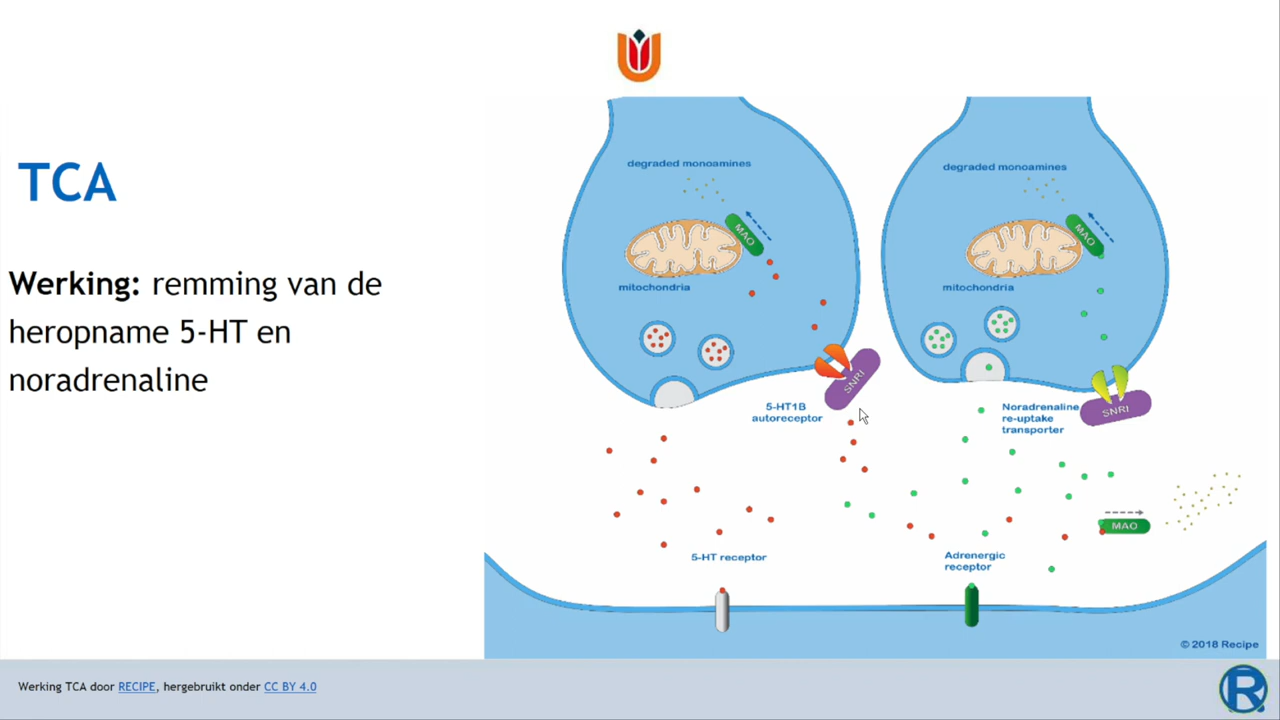 TCA
Werking: remming van de
heropname 5-HT en
noradrenaline
degraded monoamines
MAO
mitochondria
SNRI
5-HT1B
autoreceptor
degraded monoamines
MAO
mitochondria
SNRI
Noradrenaline
re-uptake
transporter
MAO
5-HT receptor
Adrenergic
receptor
© 2018 Recipe
Werking TCA door RECIPE, hergebruikt onder CC BY 4.0
R